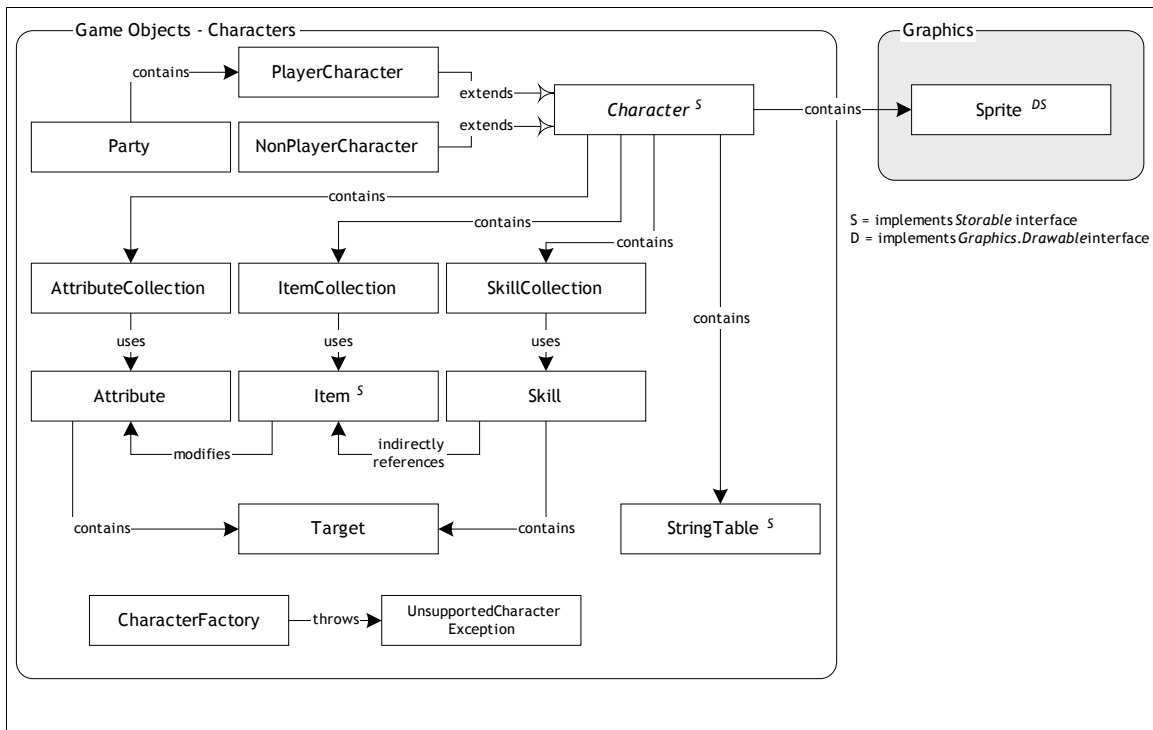 Game Objects - Characters
Graphics
PlayerCharacter
contains
extends
Character S
contains
Sprite DS
Party
NonPlayerCharacter
extends
contains
contains
contains
S = implements Storable interface
D = implements Graphics.Drawable interface
AttributeCollection
ItemCollection
SkillCollection
contains
uses
uses
uses
Attribute
Item S
Skill
modifies
indirectly
references
contains
Target
contains
StringTable S
CharacterFactory
throws
UnsupportedCharacter
Exception